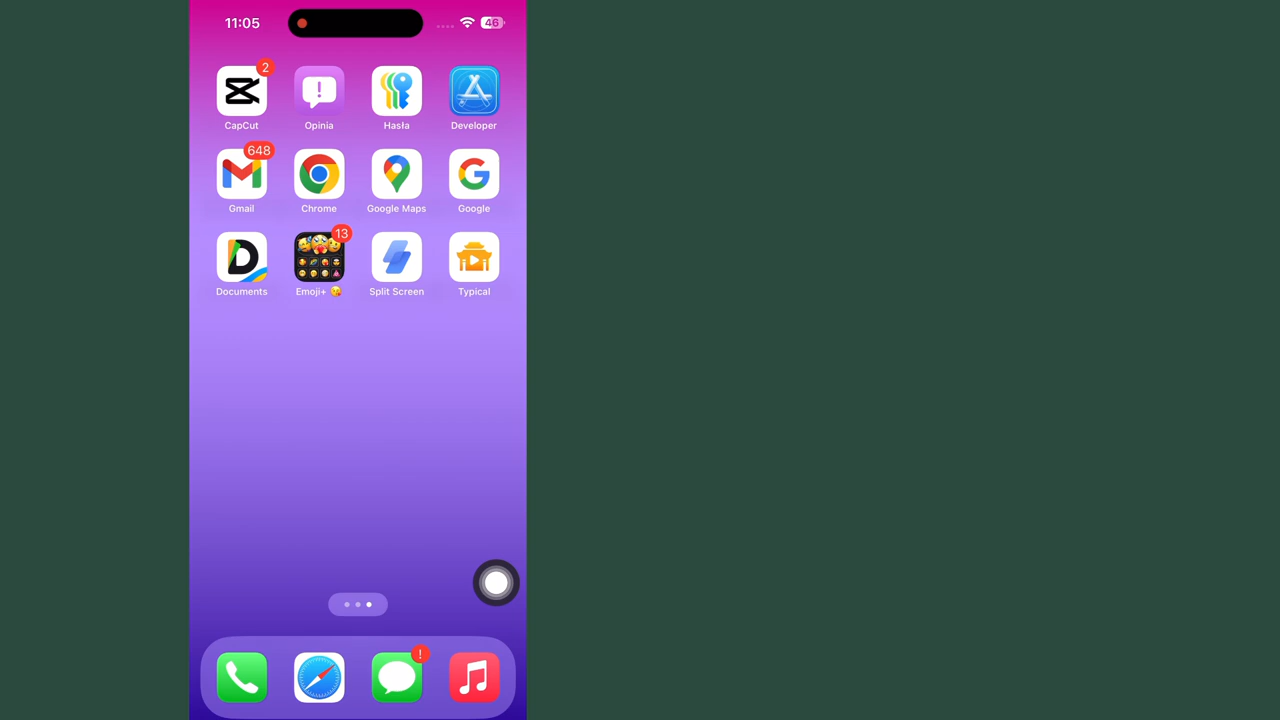 11:05 46
2
CapCut Opinia Hasła Developer
648
Gmail Chrome Google Maps Google
13
Documents Emoji+ 😘 Split Screen Typical
!